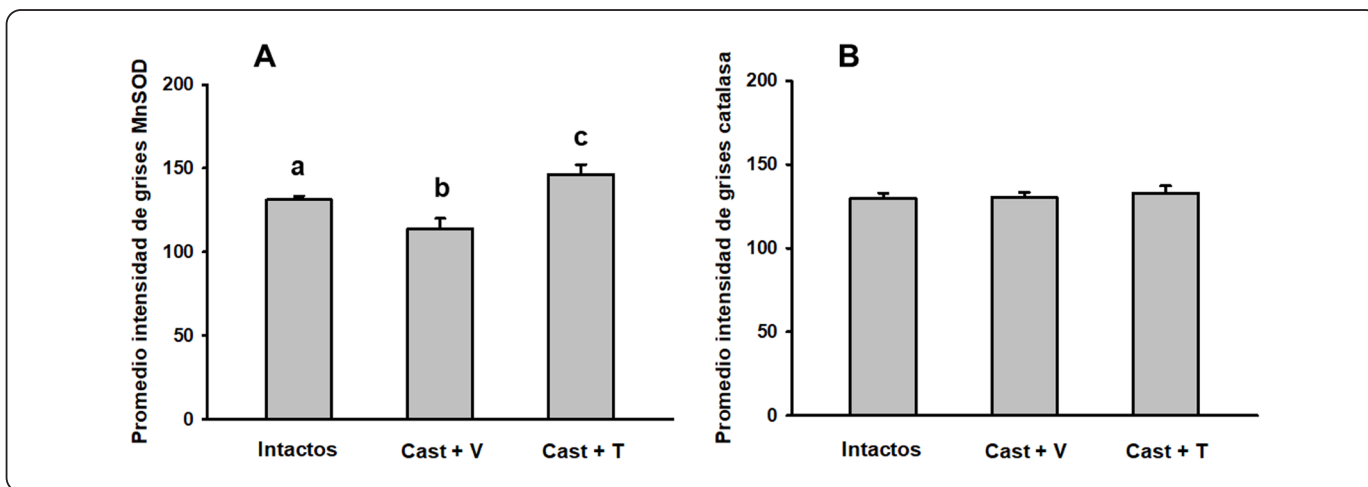 A
Promedio intensidad de grises MnSOD
200
150
100
50
0
a
b
c
Intactos
Cast + V
Cast + T
B
Promedio intensidad de grises catalasa
200
150
100
50
0
Intactos
Cast + V
Cast + T